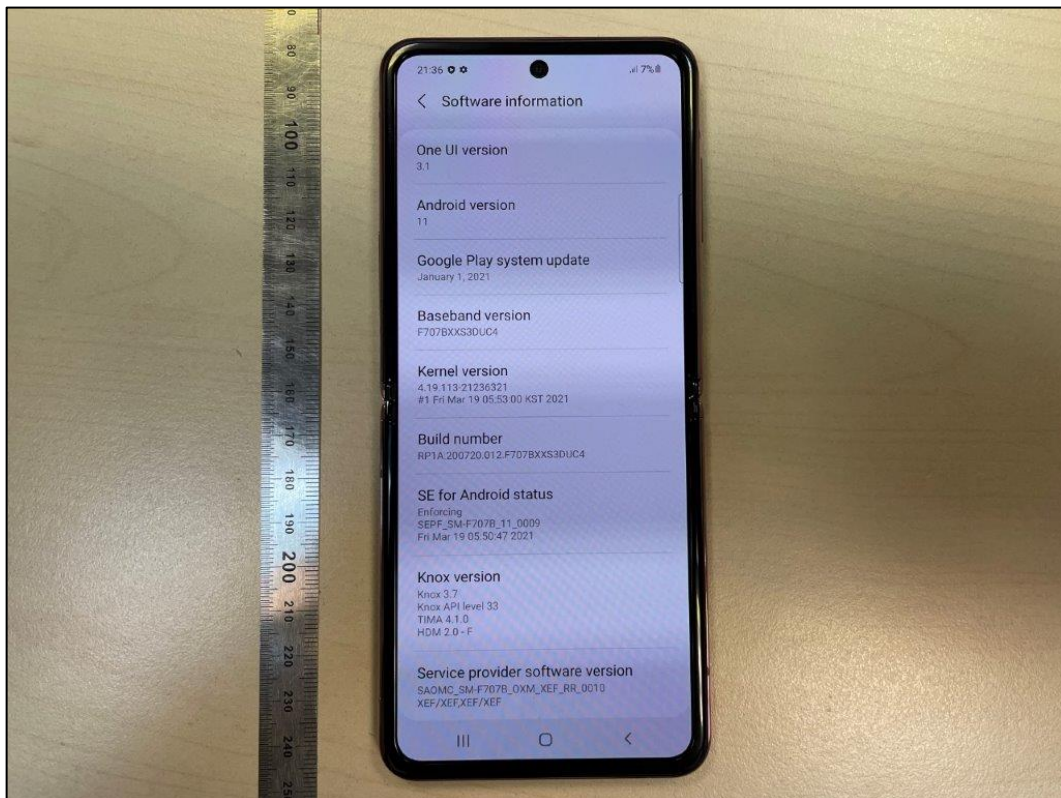 21:36
7%
Software information
One UI version
3.1
Android version
11
Google Play system update
January 1, 2021
Baseband version
F707BXXS3DUC4
Kernel version
4.19.113-21236321
#1 Fri Mar 19 05:53:00 KST 2021
Build number
RP1A.200720.012.F707BXXS3DUC4
SE for Android status
Enforcing
SEPF_SM-F707B_11_0009
Fri Mar 19 05:50:47 2021
Knox version
Knox 3.7
Knox API level 33
TIMA 4.1.0
HDM 2.0 - F
Service provider software version
SAOMC_SM-F707B_OXM_XEF_RR_0010
XEF/XEF,XEF/XEF
80
90
100
110
120
130
140
150
160
170
180
190
200
210
220
230
240